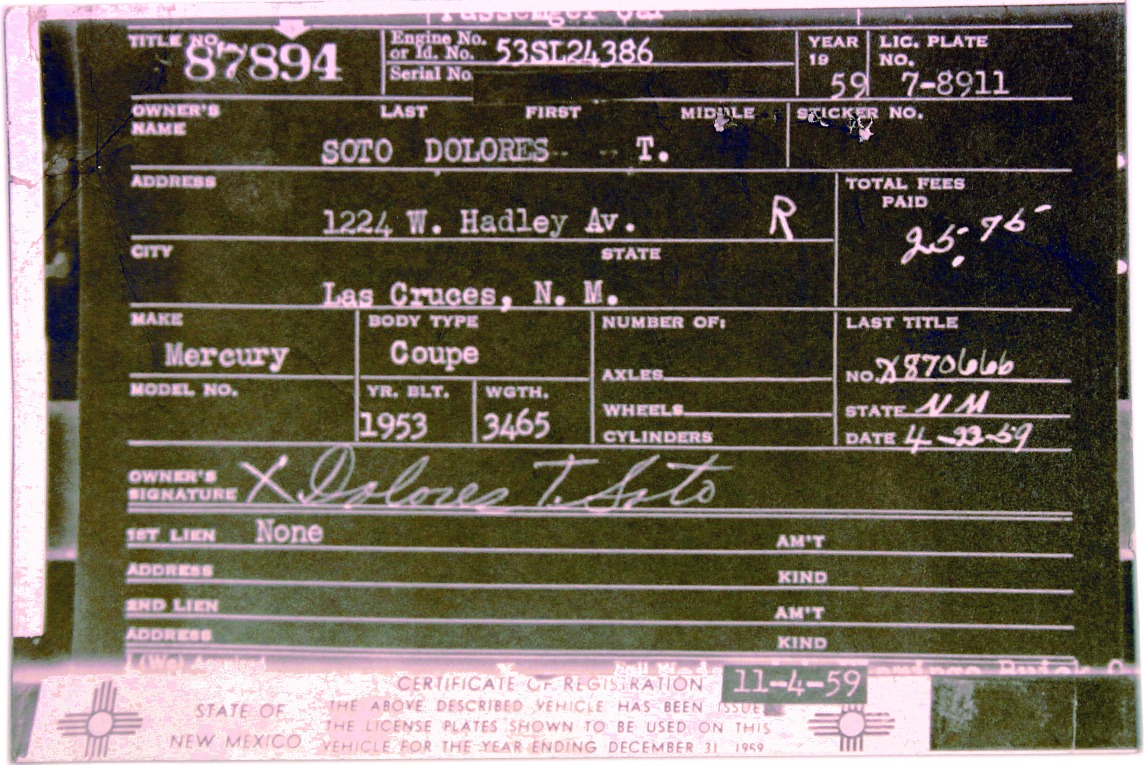 Passenger Car
TITLE NO. 87894
Engine No. or Id. No. 53SL24386
Serial No
YEAR 19 59
LIC. PLATE NO. 7-8911
OWNER'S NAME LAST FIRST MIDDLE
STICKER NO.
SOTO DOLORES -- -- T.
ADDRESS
1224 W. Hadley Av. R
TOTAL FEES PAID
25.75
CITY STATE
Las Cruces, N. M.
MAKE
Mercury
BODY TYPE
Coupe
NUMBER OF:
LAST TITLE
AXLES
NO. X870666
MODEL NO.
YR. BLT.
1953
WGTH.
3465
WHEELS
STATE NM
CYLINDERS
DATE 4-22-59
OWNER'S SIGNATURE X Dolores T. Soto
1ST LIEN None AM'T
ADDRESS KIND
2ND LIEN AM'T
ADDRESS KIND
CERTIFICATE OF REGISTRATION 11-4-59
STATE OF NEW MEXICO
THE ABOVE DESCRIBED VEHICLE HAS BEEN ISSUED
THE LICENSE PLATES SHOWN TO BE USED ON THIS
VEHICLE FOR THE YEAR ENDING DECEMBER 31 1959